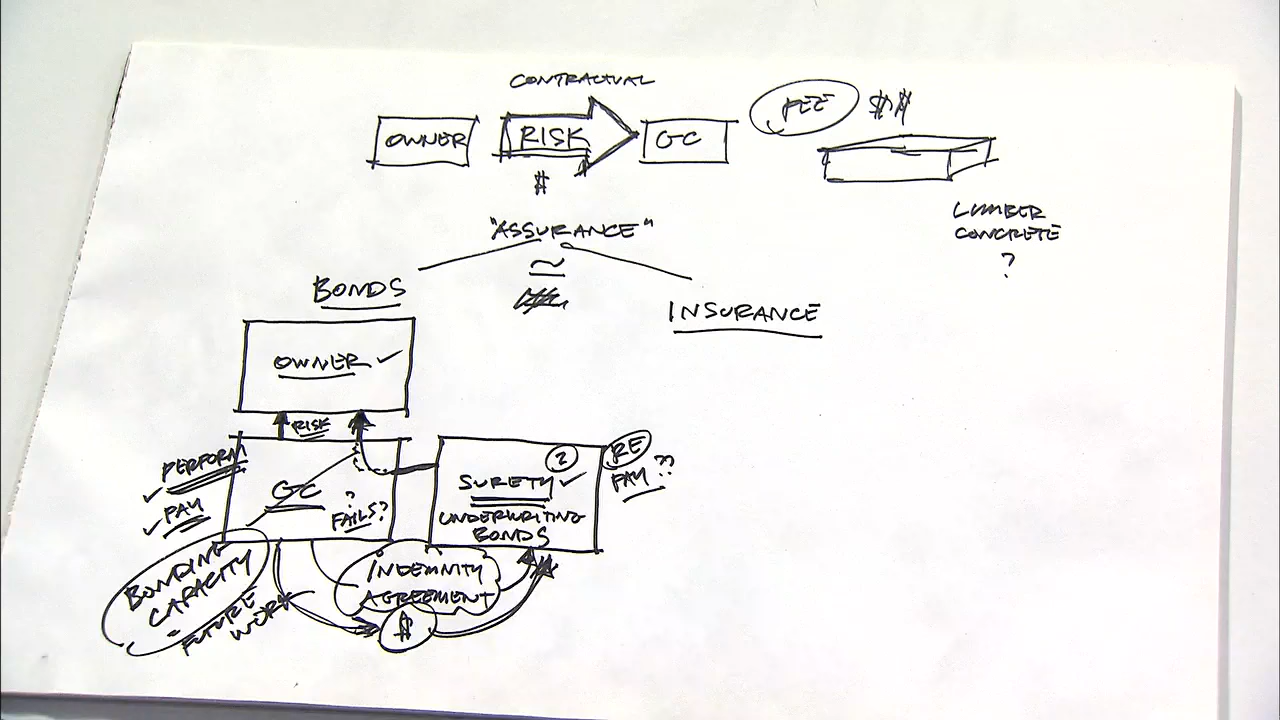 CONTRACTUAL
OWNER
RISK
GC
FEE
$$
$
LUMBER
CONCRETE
?
"ASSURANCE"
~
BONDS
INSURANCE
OWNER ✓
RISK
✓ PERFORM
✓ PAY
GC
?
FAILS?
2
SURETY ✓
UNDERWRITING
BONDS
RE
PAY ??
BONDING
CAPACITY
FUTURE
WORK
INDEMNITY
AGREEMENT
$